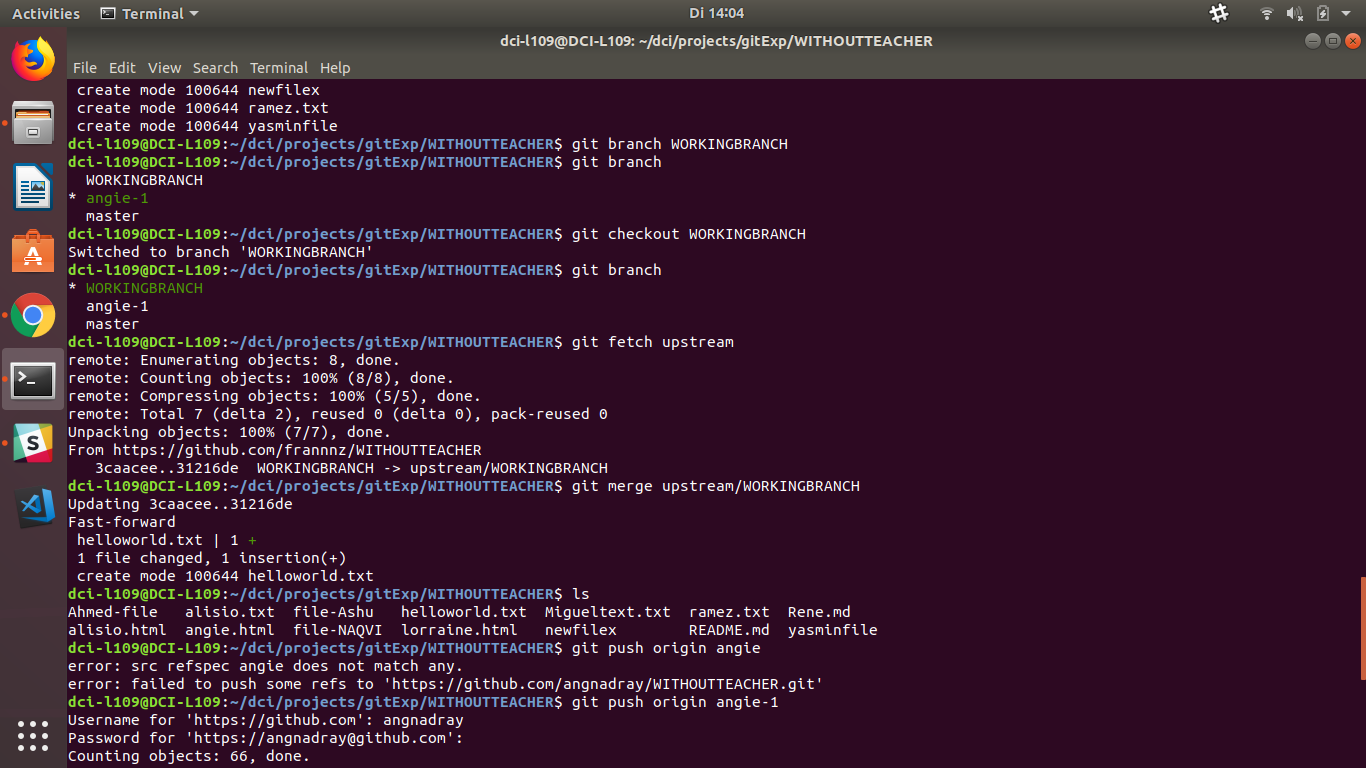 Activities Terminal Di 14:04
dci-l109@DCI-L109: ~/dci/projects/gitExp/WITHOUTTEACHER
File Edit View Search Terminal Help
 create mode 100644 newfilex
 create mode 100644 ramez.txt
 create mode 100644 yasminfile
dci-l109@DCI-L109:~/dci/projects/gitExp/WITHOUTTEACHER$ git branch WORKINGBRANCH
dci-l109@DCI-L109:~/dci/projects/gitExp/WITHOUTTEACHER$ git branch
  WORKINGBRANCH
* angie-1
  master
dci-l109@DCI-L109:~/dci/projects/gitExp/WITHOUTTEACHER$ git checkout WORKINGBRANCH
Switched to branch 'WORKINGBRANCH'
dci-l109@DCI-L109:~/dci/projects/gitExp/WITHOUTTEACHER$ git branch
* WORKINGBRANCH
  angie-1
  master
dci-l109@DCI-L109:~/dci/projects/gitExp/WITHOUTTEACHER$ git fetch upstream
remote: Enumerating objects: 8, done.
remote: Counting objects: 100% (8/8), done.
remote: Compressing objects: 100% (5/5), done.
remote: Total 7 (delta 2), reused 0 (delta 0), pack-reused 0
Unpacking objects: 100% (7/7), done.
From https://github.com/frannnz/WITHOUTTEACHER
   3caacee..31216de  WORKINGBRANCH -> upstream/WORKINGBRANCH
dci-l109@DCI-L109:~/dci/projects/gitExp/WITHOUTTEACHER$ git merge upstream/WORKINGBRANCH
Updating 3caacee..31216de
Fast-forward
 helloworld.txt | 1 +
 1 file changed, 1 insertion(+)
 create mode 100644 helloworld.txt
dci-l109@DCI-L109:~/dci/projects/gitExp/WITHOUTTEACHER$ ls
Ahmed-file   alisio.txt  file-Ashu   helloworld.txt  Migueltext.txt  ramez.txt  Rene.md
alisio.html  angie.html  file-NAQVI  lorraine.html   newfilex        README.md  yasminfile
dci-l109@DCI-L109:~/dci/projects/gitExp/WITHOUTTEACHER$ git push origin angie
error: src refspec angie does not match any.
error: failed to push some refs to 'https://github.com/angnadray/WITHOUTTEACHER.git'
dci-l109@DCI-L109:~/dci/projects/gitExp/WITHOUTTEACHER$ git push origin angie-1
Username for 'https://github.com': angnadray
Password for 'https://angnadray@github.com':
Counting objects: 66, done.